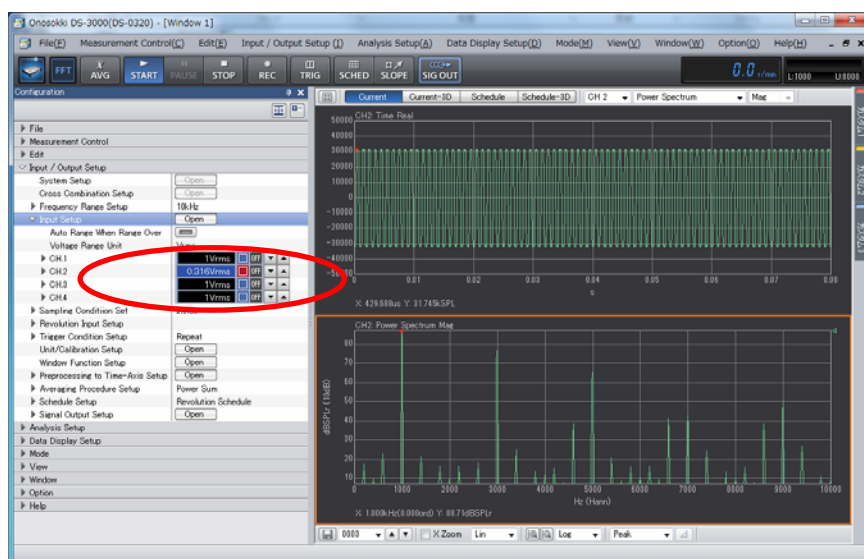 Onosokki DS-3000(DS-0320) - [Window 1]
File(F) Measurement Control(C) Edit(E) Input / Output Setup (I) Analysis Setup(A) Data Display Setup(D) Mode(M) View(V) Window(W) Option(O) Help(H)
FFT AVG START PAUSE STOP REC TRIG SCHED SLOPE SIG OUT 0.0 r/min L:1000 U:8000
Configuration
Current Current-3D Schedule Schedule-3D CH 2 Power Spectrum Mag
File
Measurement Control
Edit
Input / Output Setup
System Setup Open
Cross Combination Setup Open
Frequency Range Setup 10kHz
Input Setup Open
Auto Range When Range Over
Voltage Range Unit Vrms
CH.1 1Vrms OFF
CH.2 0.316Vrms OFF
CH.3 1Vrms OFF
CH.4 1Vrms OFF
Sampling Condition Set
Revolution Input Setup
Trigger Condition Setup Repeat
Unit/Calibration Setup Open
Window Function Setup Open
Preprocessing to Time-Axis Setup Open
Averaging Procedure Setup Power Sum
Schedule Setup Revolution Schedule
Signal Output Setup Open
Analysis Setup
Data Display Setup
Mode
View
Window
Option
Help
CH2: Time Real
50000
40000
30000
20000
10000
0
-10000
-20000
-30000
-40000
-50000
0 0.01 0.02 0.03 0.04 0.05 0.06 0.07 0.08
s
X: 429.688us Y: 31.745kSPL
CH2: Power Spectrum Mag
80
70
60
50
40
30
20
10
dBSPLr (10dB)
0 1000 2000 3000 4000 5000 6000 7000 8000 9000 10000
Hz (Hann)
X: 1.000kHz(0.000ord) Y: 88.71dBSPLr
0003 X Zoom Lin Log Peak